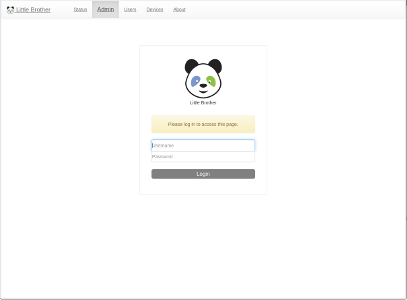 Little Brother Status Admin Users Devices About
Little Brother
Please log in to access this page.
Username
Password
Login